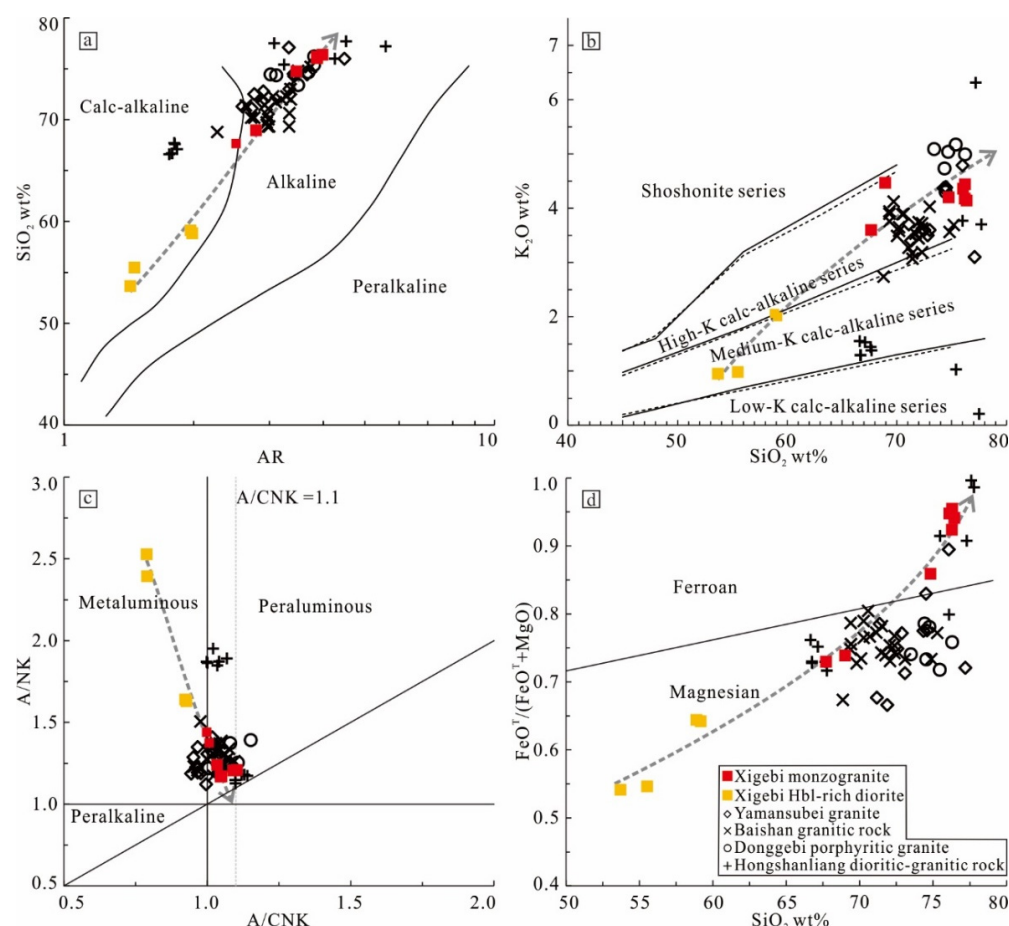 a
80
70
60
50
40
SiO₂ wt%
Calc-alkaline
Alkaline
Peralkaline
1
10
AR
b
7
6
5
4
3
2
1
0
K₂O wt%
Shoshonite series
High-K calc-alkaline series
Medium-K calc-alkaline series
Low-K calc-alkaline series
40
50
60
70
80
SiO₂ wt%
c
3.0
2.5
2.0
1.5
1.0
0.5
A/NK
A/CNK =1.1
Metaluminous
Peraluminous
Peralkaline
0.5
1.0
1.5
2.0
A/CNK
d
1.0
0.9
0.8
0.7
0.6
0.5
0.4
FeOᵀ/(FeOᵀ+MgO)
Ferroan
Magnesian
Xigebi monzogranite
Xigebi Hbl-rich diorite
Yamansubei granite
Baishan granitic rock
Donggebi porphyritic granite
Hongshanliang dioritic-granitic rock
50
55
60
65
70
75
80
SiO₂ wt%